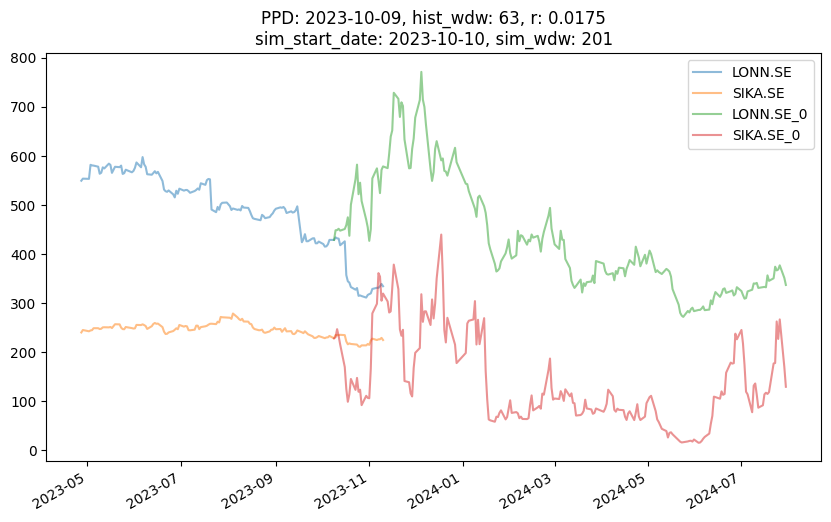 PPD: 2023-10-09, hist_wdw: 63, r: 0.0175
sim_start_date: 2023-10-10, sim_wdw: 201
LONN.SE
SIKA.SE
LONN.SE_0
SIKA.SE_0
800
700
600
500
400
300
200
100
0
2023-05
2023-07
2023-09
2023-11
2024-01
2024-03
2024-05
2024-07